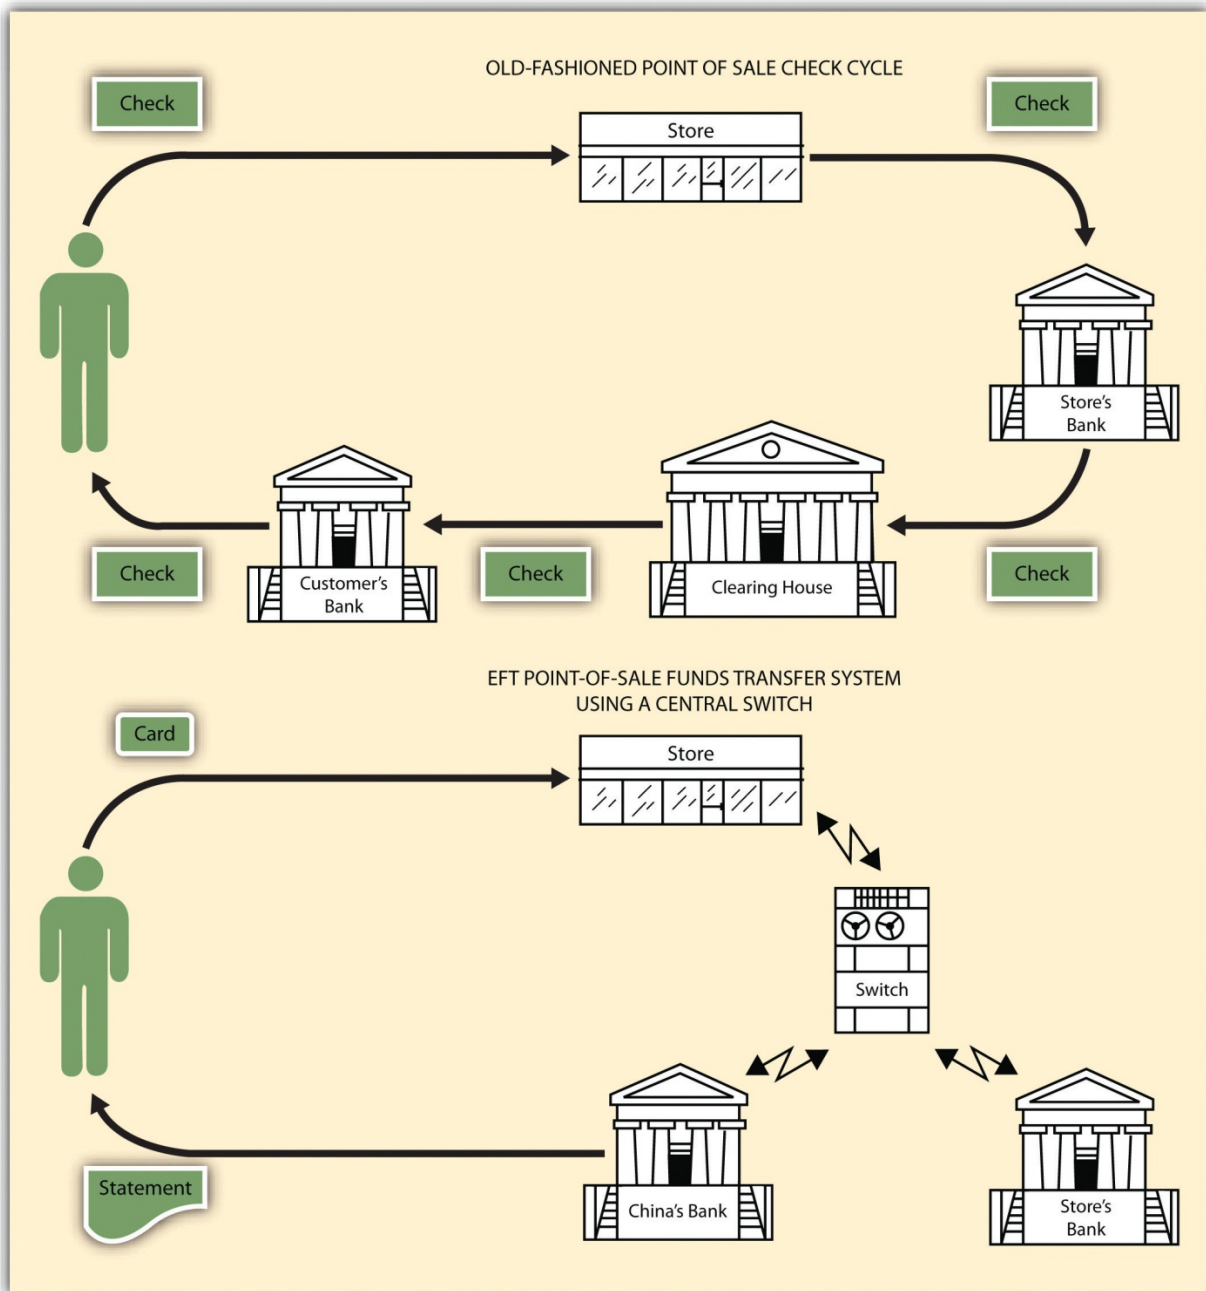 OLD-FASHIONED POINT OF SALE CHECK CYCLE
Check
Store
Check
Store's
Bank
Check
Clearing House
Check
Customer's
Bank
Check
EFT POINT-OF-SALE FUNDS TRANSFER SYSTEM
USING A CENTRAL SWITCH
Card
Store
Switch
China's Bank
Store's
Bank
Statement